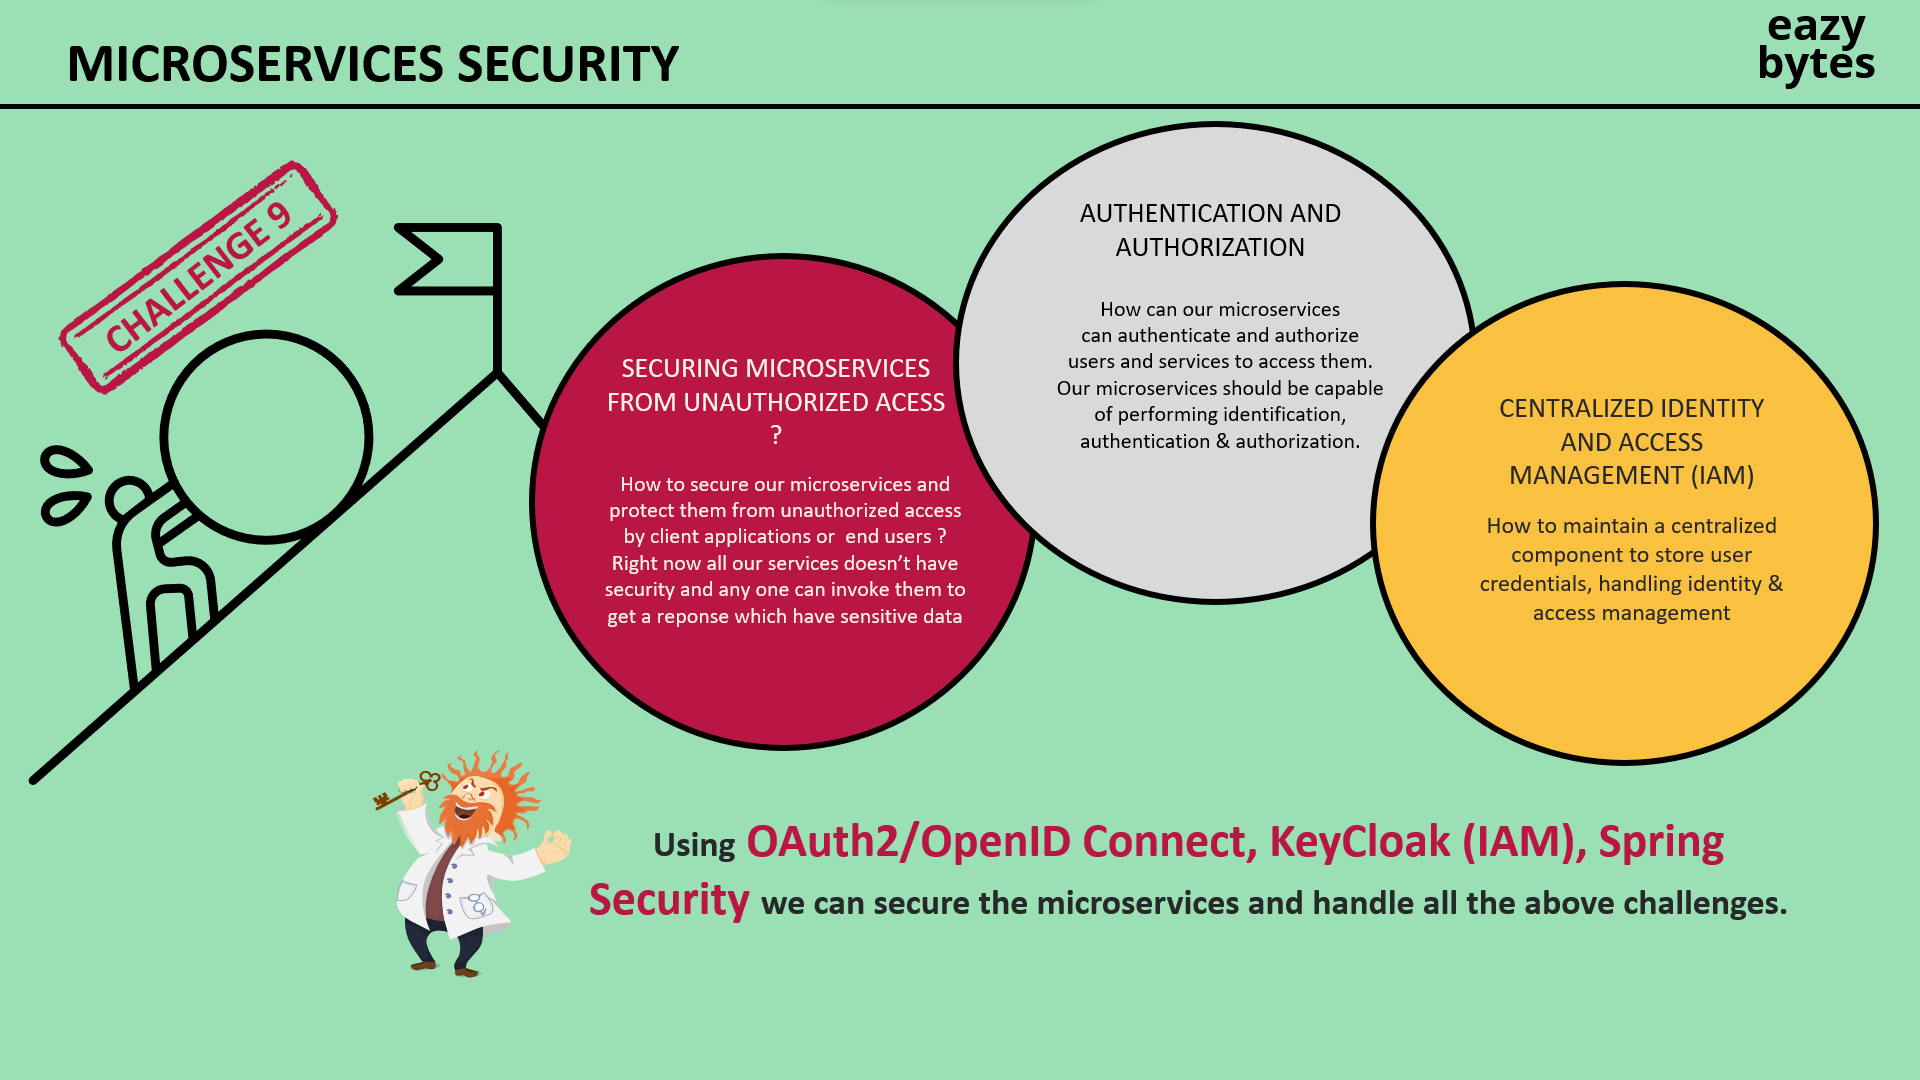 MICROSERVICES SECURITY
eazy
bytes
CHALLENGE 9
SECURING MICROSERVICES
FROM UNAUTHORIZED ACESS
?
How to secure our microservices and
protect them from unauthorized access
by client applications or  end users ?
Right now all our services doesn’t have
security and any one can invoke them to
get a reponse which have sensitive data
AUTHENTICATION AND
AUTHORIZATION
How can our microservices
can authenticate and authorize
users and services to access them.
Our microservices should be capable
of performing identification,
authentication & authorization.
CENTRALIZED IDENTITY
AND ACCESS
MANAGEMENT (IAM)
How to maintain a centralized
component to store user
credentials, handling identity &
access management
Using OAuth2/OpenID Connect, KeyCloak (IAM), Spring
Security we can secure the microservices and handle all the above challenges.